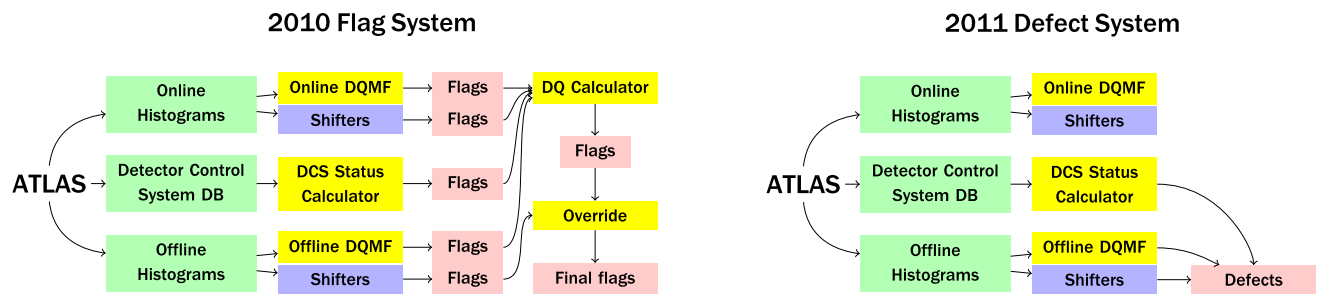 2010 Flag System
ATLAS
Online
Histograms
Online DQMF
Shifters
Flags
Flags
DQ Calculator
Flags
Detector Control
System DB
DCS Status
Calculator
Flags
Override
Offline
Histograms
Offline DQMF
Shifters
Flags
Flags
Final flags
2011 Defect System
ATLAS
Online
Histograms
Online DQMF
Shifters
Detector Control
System DB
DCS Status
Calculator
Offline
Histograms
Offline DQMF
Shifters
Defects